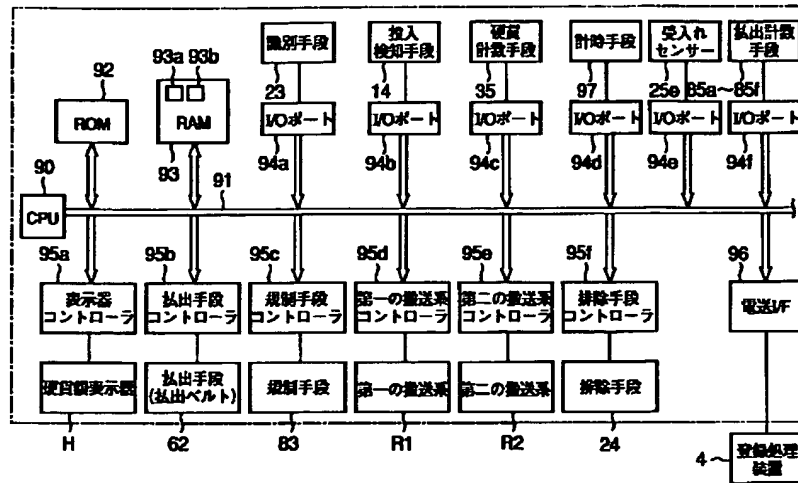 識別手段
投入
検知手段
硬貨
計数手段
計時手段
受入れ
センサー
払出計数
手段
92
93a
93b
23
14
35
97
25e
85a～85f
ROM
RAM
I/Oポート
I/Oポート
I/Oポート
I/Oポート
I/Oポート
I/Oポート
93
94a
94b
94c
94d
94e
94f
90
91
CPU
95a
95b
95c
95d
95e
95f
96
表示器
コントローラ
払出手段
コントローラ
規制手段
コントローラ
第一の搬送系
コントローラ
第二の搬送系
コントローラ
排除手段
コントローラ
電送I/F
硬貨額表示器
払出手段
(払出ベルト)
規制手段
第一の搬送系
第二の搬送系
排除手段
H
62
83
R1
R2
24
4
登録処理
装置